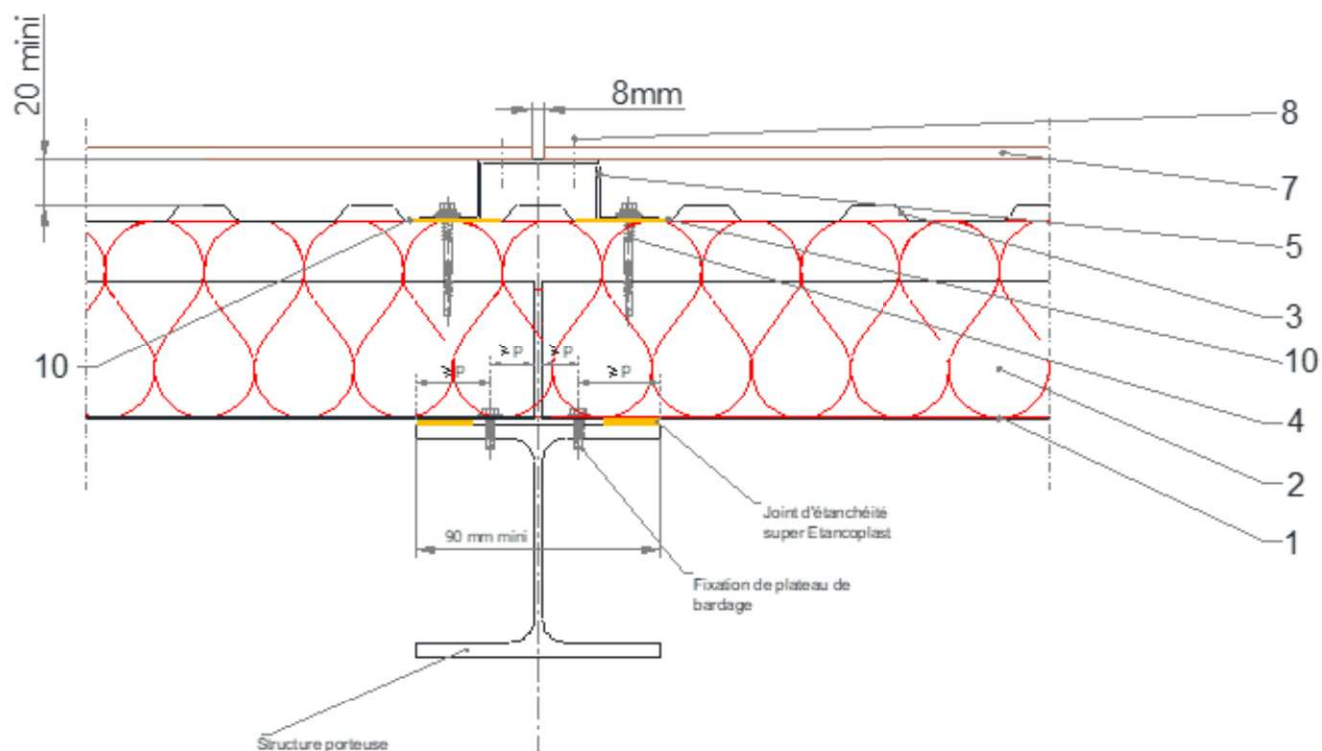 20 mini
8mm
8
7
5
3
10
4
2
1
10
≥P
≥P
≥P
≥P
90 mm mini
Joint d'étanchéité
super Etancoplast
Fixation de plateau de
bardage
Structure porteuse